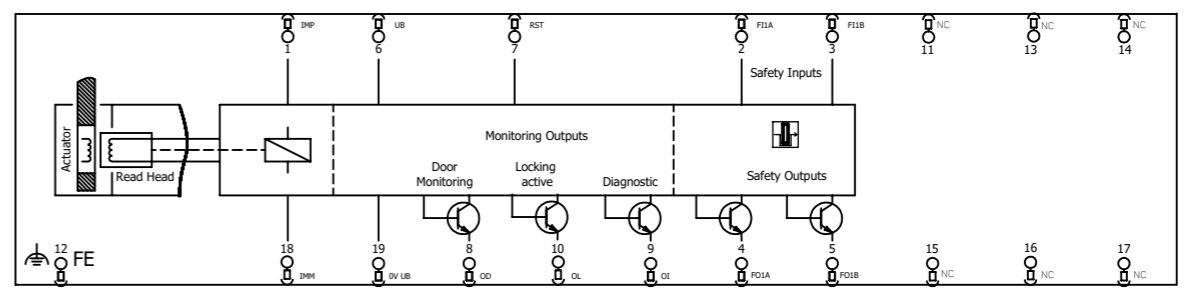 IMP UB RST FI1A FI1B NC NC NC
1 6 7 2 3 11 13 14
Safety Inputs
Actuator
Read Head
Monitoring Outputs
Door
Monitoring
Locking
active
Diagnostic
Safety Outputs
12 FE
18 19 8 10 9 4 5 15 16 17
IMM 0V UB OD OL OI FO1A FO1B NC NC NC